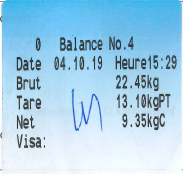 0 Balance No.4
Date 04.10.19 Heure15:29
Brut 22.45kg
Tare 13.10kgPT
Net 9.35kgC
Visa: